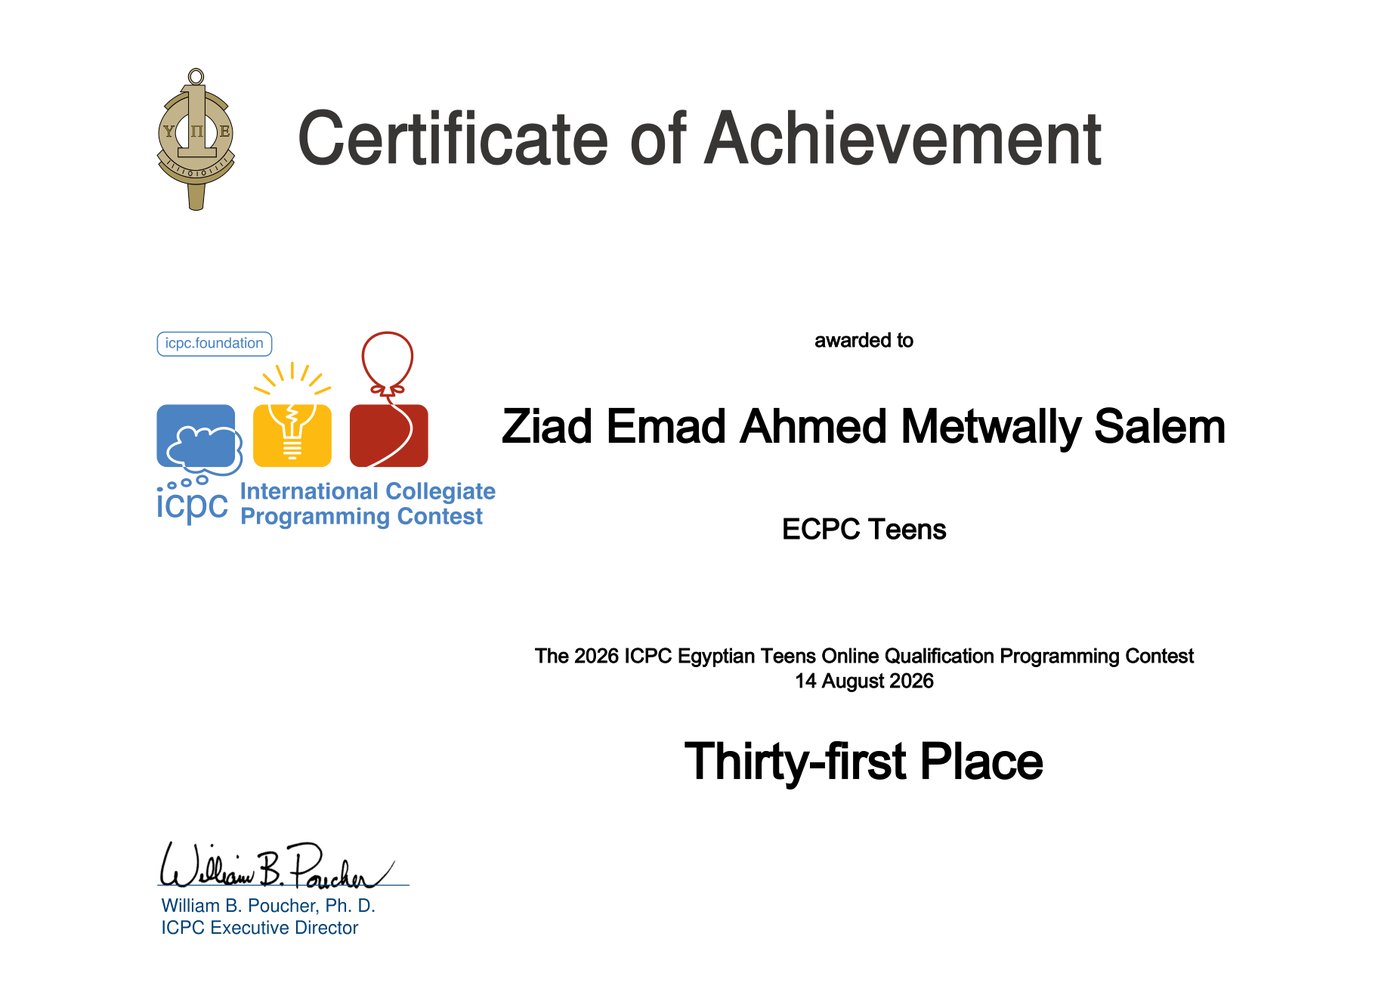 Certificate of Achievement
Υ Π Ε
icpc.foundation
icpc International Collegiate
Programming Contest
awarded to
Ziad Emad Ahmed Metwally Salem
ECPC Teens
The 2026 ICPC Egyptian Teens Online Qualification Programming Contest
14 August 2026
Thirty-first Place
William B. Poucher
William B. Poucher, Ph. D.
ICPC Executive Director